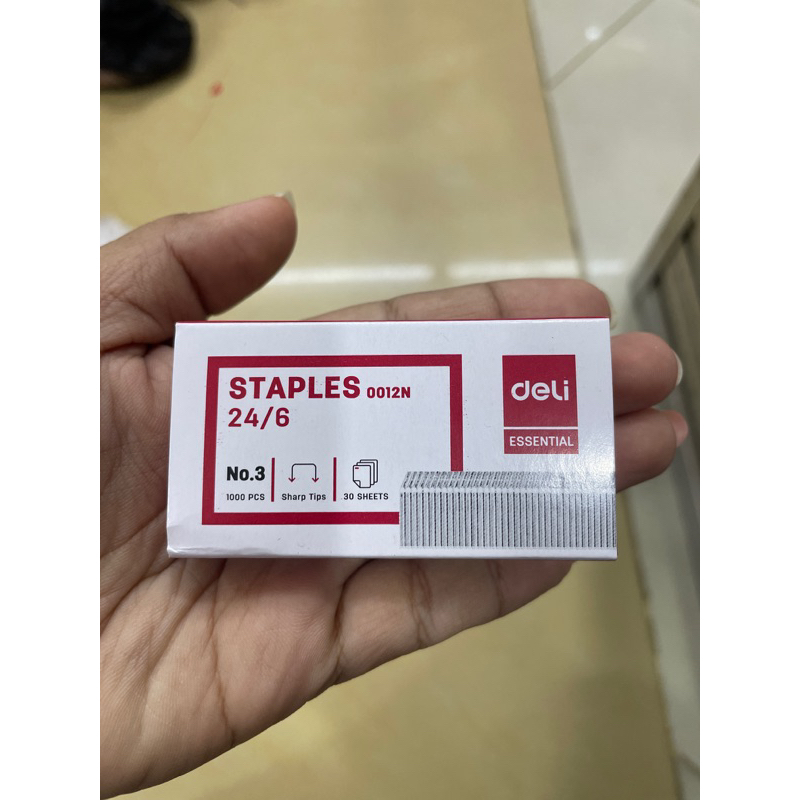 STAPLES 0012N
24/6
No.3
1000 PCS
Sharp Tips
30 SHEETS
deli
ESSENTIAL